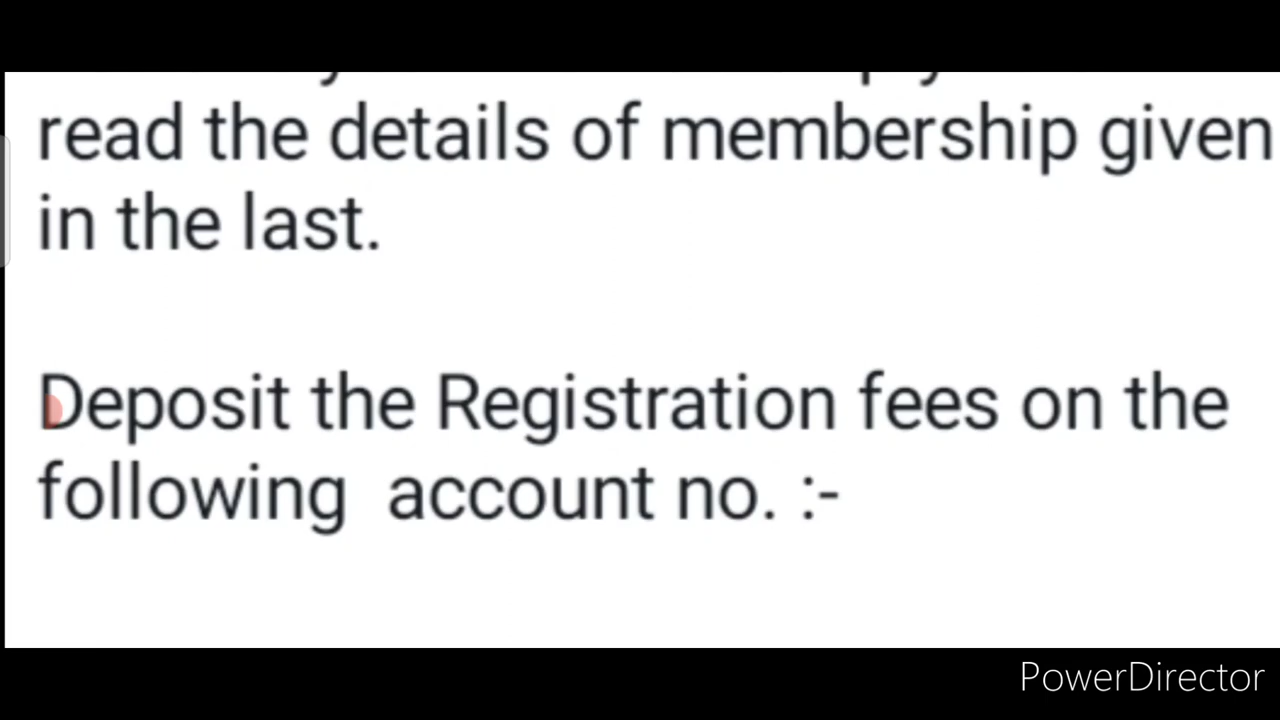 read the details of membership given
in the last.
Deposit the Registration fees on the
following  account no. :-
PowerDirector